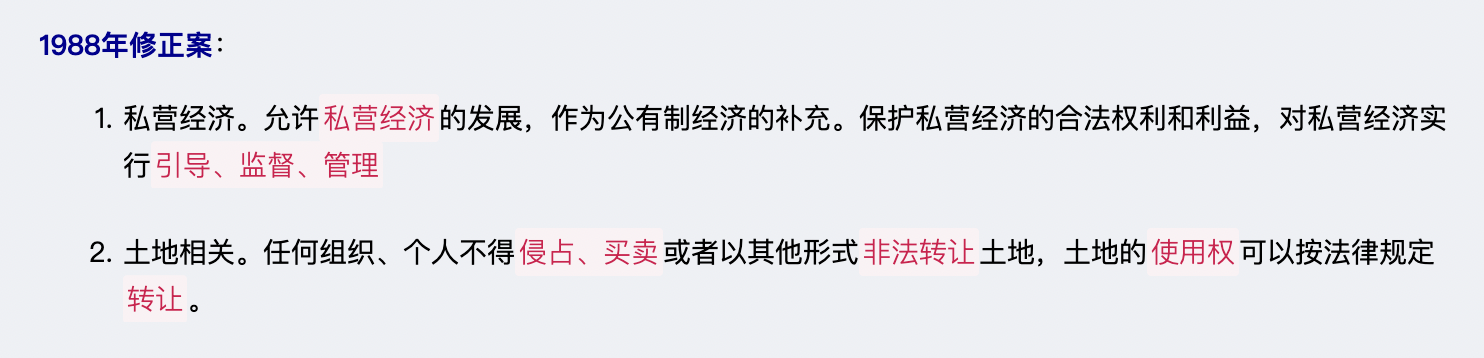 1988年修正案：
1. 私营经济。允许私营经济的发展，作为公有制经济的补充。保护私营经济的合法权利和利益，对私营经济实
行引导、监督、管理
2. 土地相关。任何组织、个人不得侵占、买卖或者以其他形式非法转让土地，土地的使用权可以按法律规定
转让。